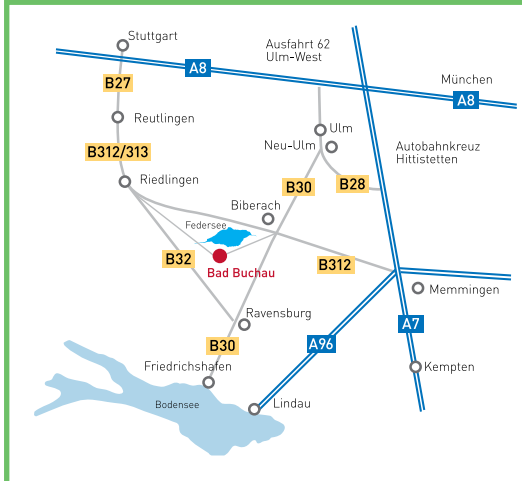 Stuttgart
Ausfahrt 62
Ulm-West
A8
München
B27
A8
Reutlingen
Ulm
Neu-Ulm
Autobahnkreuz
Hittistetten
B312/313
Riedlingen
B30
B28
Biberach
Federsee
B32
Bad Buchau
B312
Memmingen
Ravensburg
A7
B30
A96
Friedrichshafen
Kempten
Bodensee
Lindau